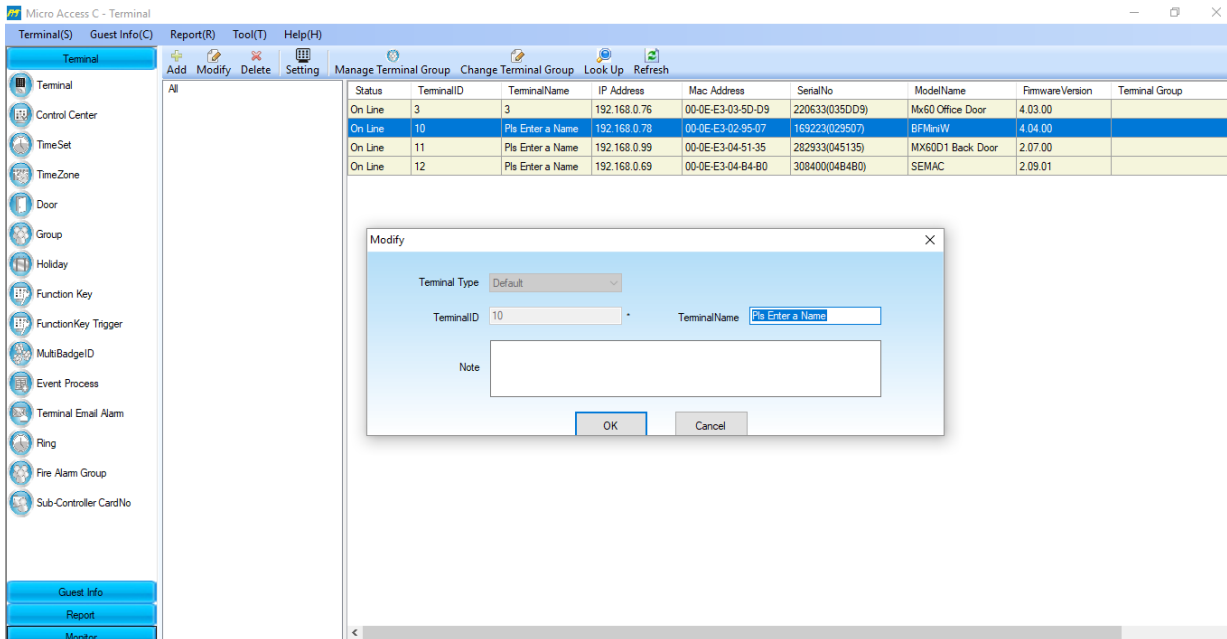 Micro Access C - Terminal
Terminal(S) Guest Info(C) Report(R) Tool(T) Help(H)
Terminal
Add Modify Delete Setting Manage Terminal Group Change Terminal Group Look Up Refresh
Terminal
Control Center
TimeSet
TimeZone
Door
Group
Holiday
Function Key
FunctionKey Trigger
MultiBadgeID
Event Process
Terminal Email Alarm
Ring
Fire Alarm Group
Sub-Controller CardNo
Guest Info
Report
Monitor
All
Status TerminalID TerminalName IP Address Mac Address SerialNo ModelName FirmwareVersion Terminal Group
On Line 3 3 192.168.0.76 00-0E-E3-03-5D-D9 220633(035DD9) Mx60 Office Door 4.03.00
On Line 10 Pls Enter a Name 192.168.0.78 00-0E-E3-02-95-07 169223(029507) BFMiniW 4.04.00
On Line 11 Pls Enter a Name 192.168.0.99 00-0E-E3-04-51-35 282933(045135) MX60D1 Back Door 2.07.00
On Line 12 Pls Enter a Name 192.168.0.69 00-0E-E3-04-B4-B0 308400(04B4B0) SEMAC 2.09.01
Modify
Terminal Type Default
TerminalID 10 * TerminalName Pls Enter a Name
Note
OK Cancel